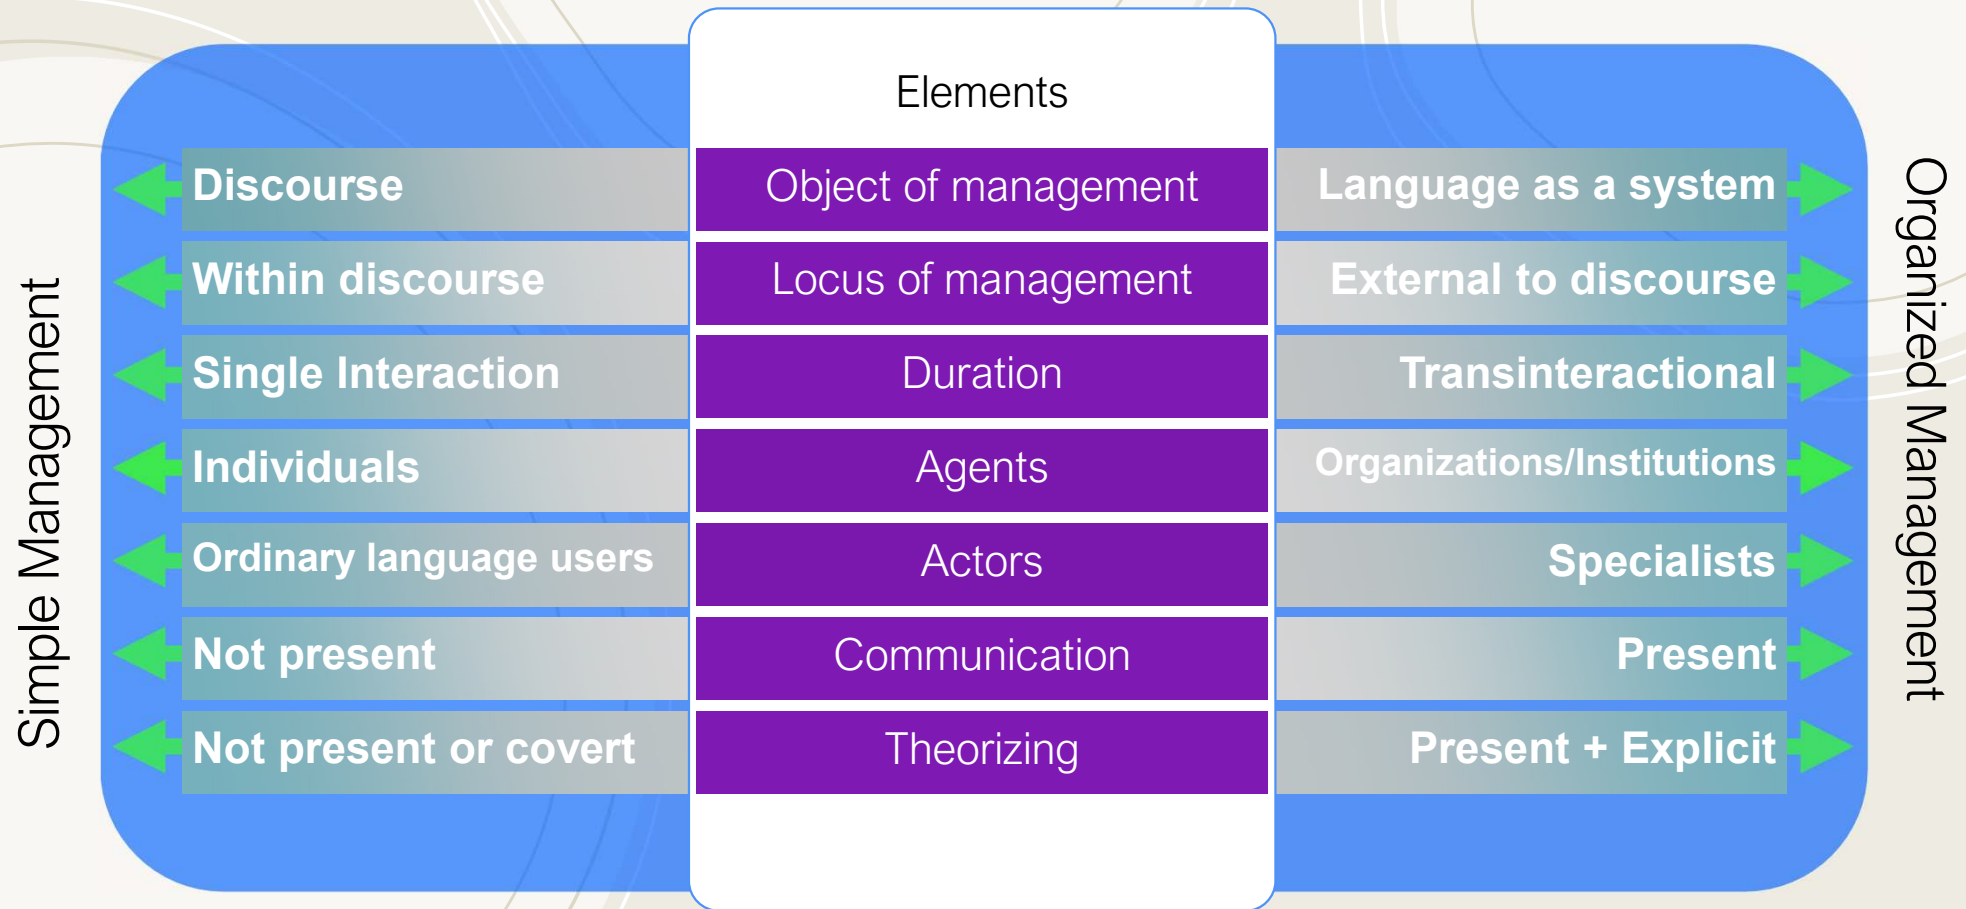 Elements
Discourse
Object of management
Language as a system
Within discourse
Locus of management
External to discourse
Single Interaction
Duration
Transinteractional
Individuals
Agents
Organizations/Institutions
Ordinary language users
Actors
Specialists
Not present
Communication
Present
Not present or covert
Theorizing
Present + Explicit
Simple Management
Organized Management